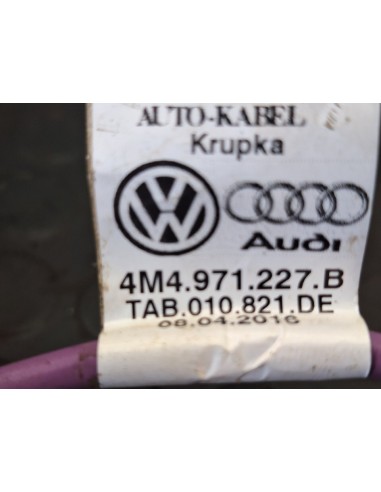 AUTO-KABEL
Krupka
Audi
4M4.971.227.B
TAB.010.821.DE
08.04.2016